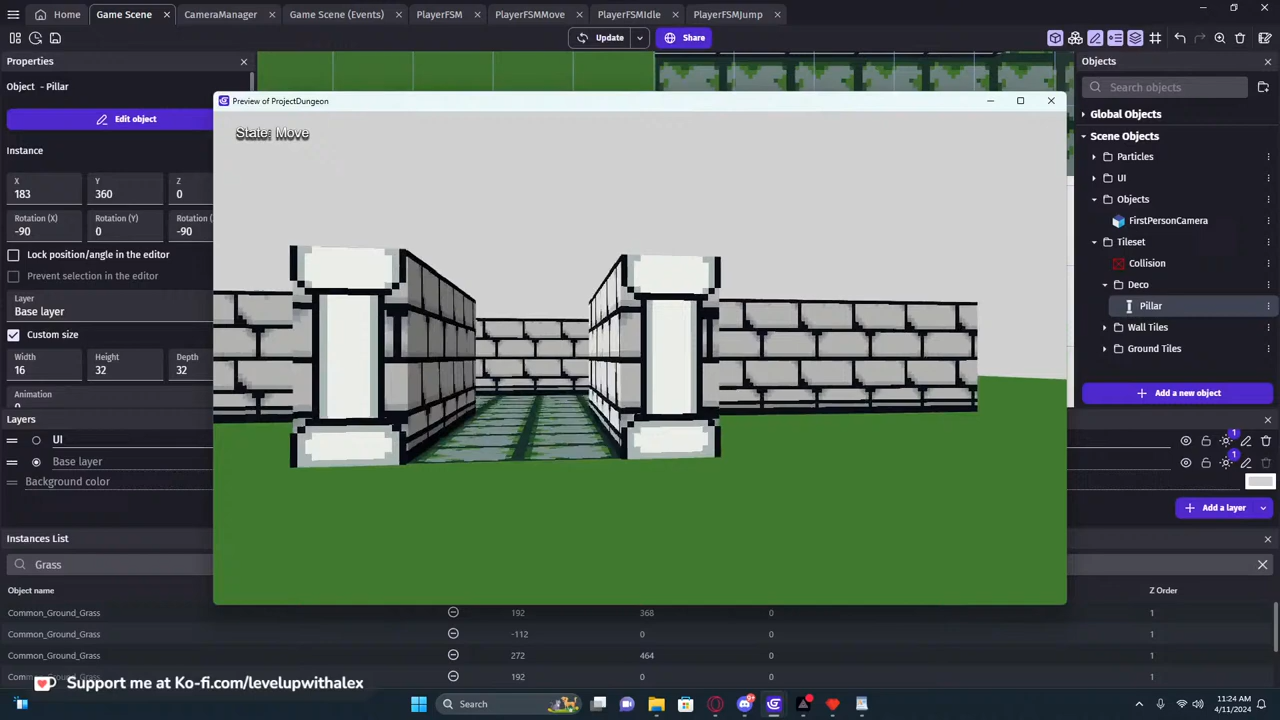 Home
Game Scene
CameraManager
Game Scene (Events)
PlayerFSM
PlayerFSMMove
PlayerFSMIdle
PlayerFSMJump
Update
Share
Properties
Object - Pillar
Edit object
Instance
X
Y
Z
183
360
0
Rotation (X)
Rotation (Y)
Rotation (Z)
-90
0
-90
Lock position/angle in the editor
Prevent selection in the editor
Layer
Base layer
Custom size
Width
Height
Depth
16
32
32
Animation
Layers
UI
Base layer
Background color
Preview of ProjectDungeon
State: Move
Objects
Search objects
Global Objects
Scene Objects
Particles
UI
Objects
FirstPersonCamera
Tileset
Collision
Deco
Pillar
Wall Tiles
Ground Tiles
Add a new object
1
1
Add a layer
Instances List
Grass
Object name
Z Order
Common_Ground_Grass 192 368 0 1
Common_Ground_Grass -112 0 0 1
Common_Ground_Grass 272 464 0 1
192 0 0 1
Support me at Ko-fi.com/levelupwithalex
Search
11:24 AM
4/11/2024